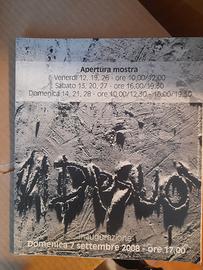 Apertura mostra
Venerdì 12, 19, 26 - ore 10,00/12,00
Sabato 13, 20, 27 - ore 16,00/19,30
Domenica 14, 21, 28 - ore 10,00/12,30 - 16,00/19,30
Inaugurazione
Domenica 7 settembre 2008 - ore 17,00